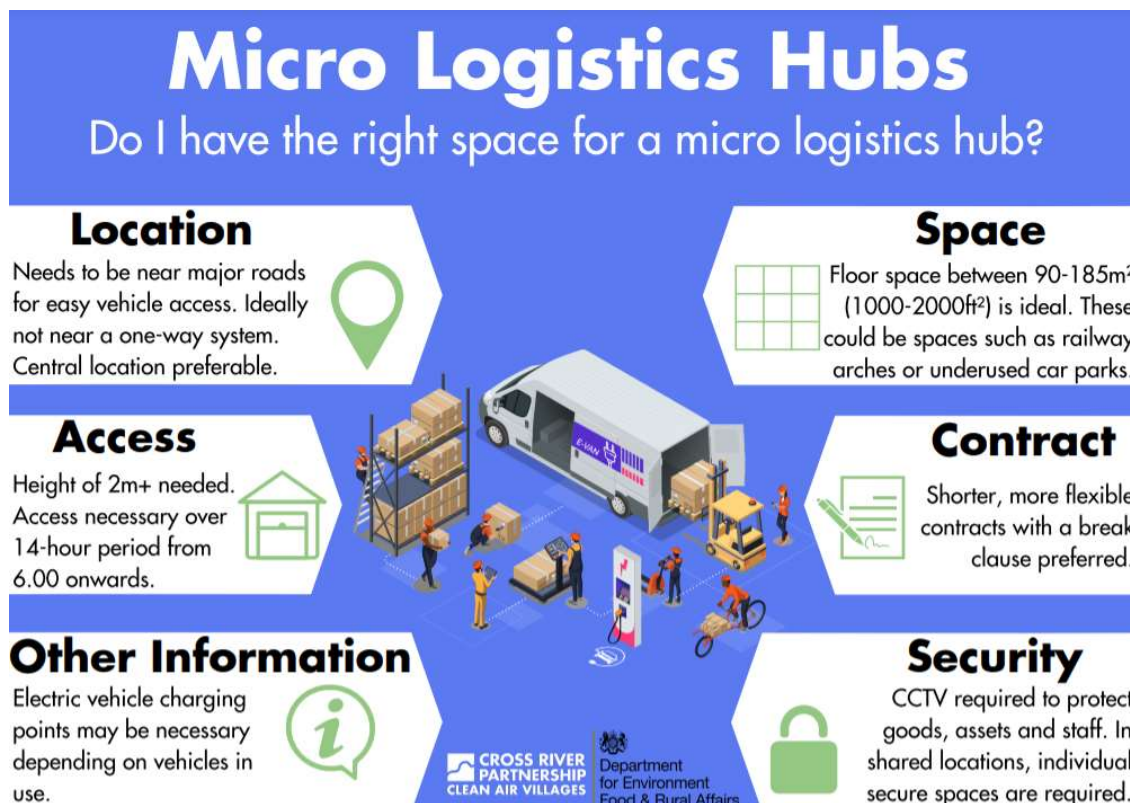 Micro Logistics Hubs
Do I have the right space for a micro logistics hub?
Location
Needs to be near major roads
for easy vehicle access. Ideally
not near a one-way system.
Central location preferable.
Space
Floor space between 90-185m²
(1000-2000ft²) is ideal. These
could be spaces such as railway
arches or underused car parks.
Access
Height of 2m+ needed.
Access necessary over
14-hour period from
6.00 onwards.
Contract
Shorter, more flexible
contracts with a break
clause preferred.
E-VAN
Other Information
Electric vehicle charging
points may be necessary
depending on vehicles in
use.
Security
CCTV required to protect
goods, assets and staff. In
shared locations, individual
secure spaces are required.
CROSS RIVER
PARTNERSHIP
CLEAN AIR VILLAGES
Department
for Environment
Food & Rural Affairs